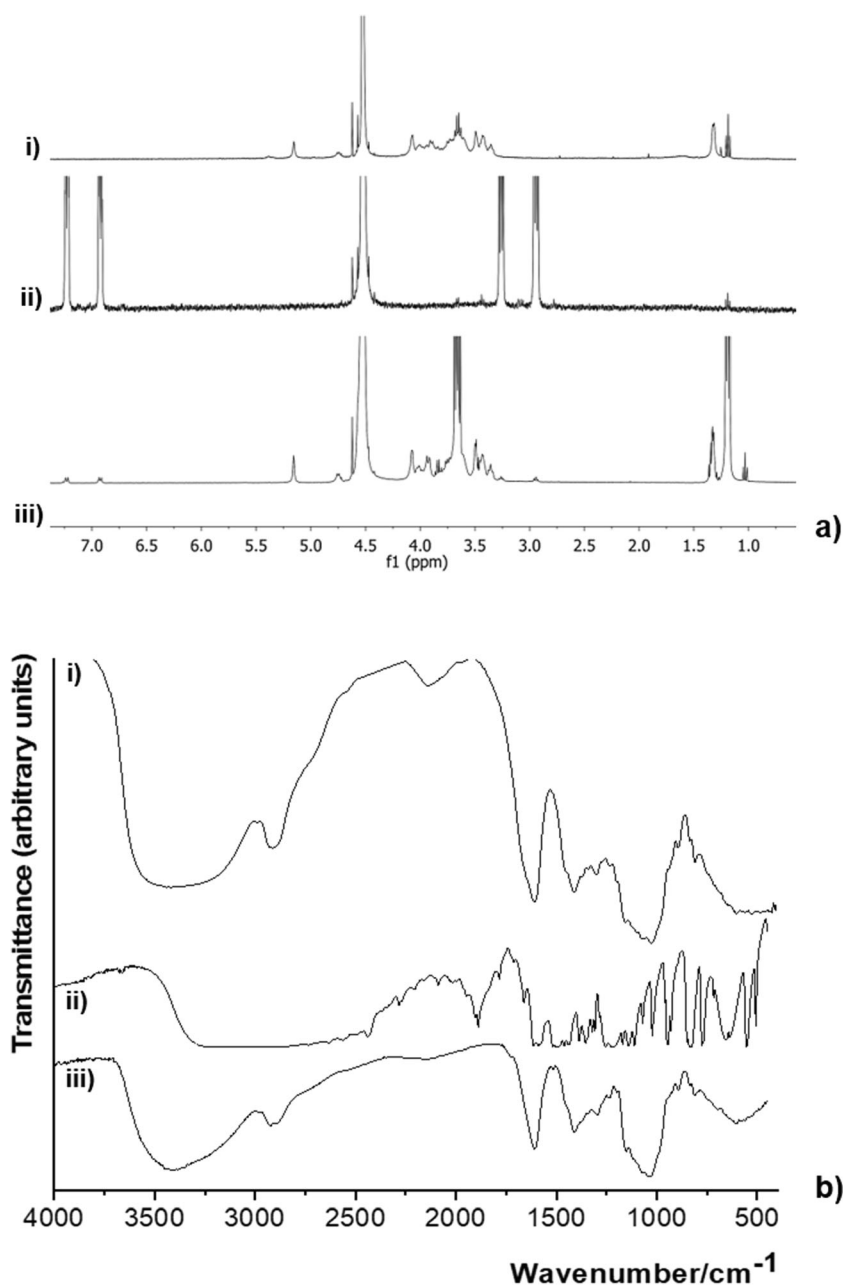 i)
ii)
iii)
7.0 6.5 6.0 5.5 5.0 4.5 4.0 3.5 3.0 2.5 2.0 1.5 1.0
f1 (ppm)
a)
Transmittance (arbitrary units)
i)
ii)
iii)
4000 3500 3000 2500 2000 1500 1000 500
b)
Wavenumber/cm⁻¹